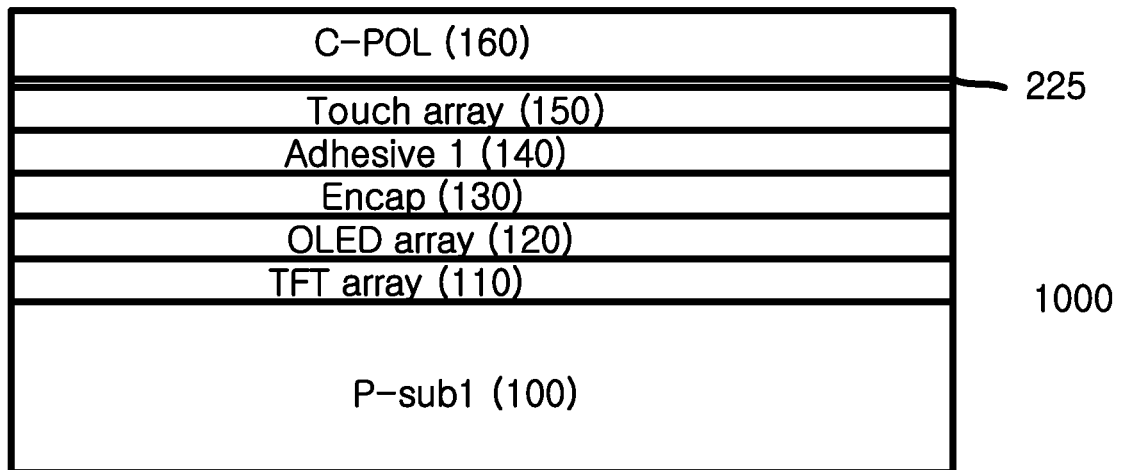 C-POL (160)
225
Touch array (150)
Adhesive 1 (140)
Encap (130)
OLED array (120)
TFT array (110)
1000
P-sub1 (100)